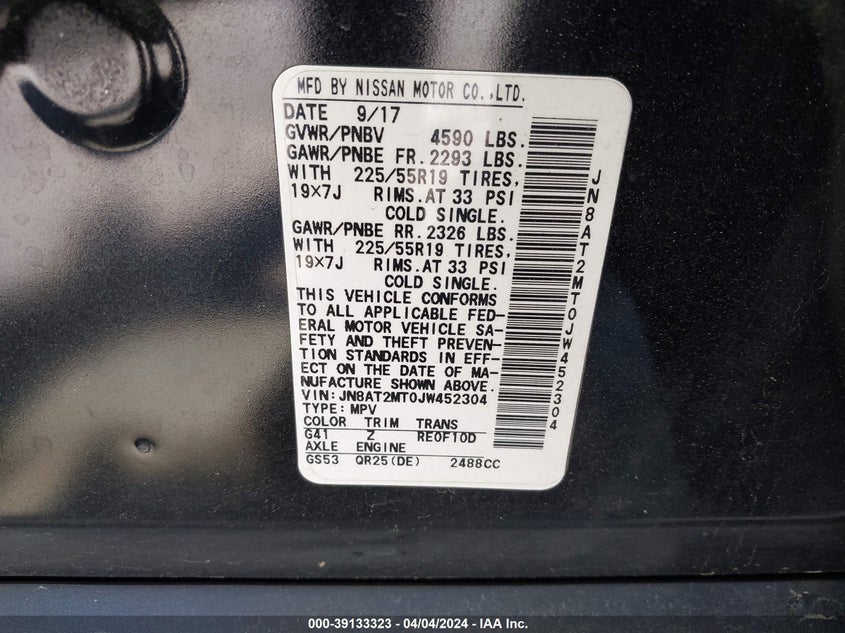 MFD BY NISSAN MOTOR CO.,LTD.
DATE 9/17
GVWR/PNBV 4590 LBS.
GAWR/PNBE FR. 2293 LBS.
WITH 225/55R19 TIRES,
19×7J RIMS.AT 33 PSI
COLD SINGLE.
GAWR/PNBE RR. 2326 LBS.
WITH 225/55R19 TIRES,
19×7J RIMS.AT 33 PSI
COLD SINGLE.
THIS VEHICLE CONFORMS
TO ALL APPLICABLE FED-
ERAL MOTOR VEHICLE SA-
FETY AND THEFT PREVEN-
TION STANDARDS IN EFF-
ECT ON THE DATE OF MA-
NUFACTURE SHOWN ABOVE.
VIN:JN8AT2MT0JW452304
TYPE:MPV
COLOR TRIM TRANS
G41 Z RE0F10D
AXLE ENGINE
GS53 QR25(DE) 2488CC
JN8AT2MT0JW452304
000-39133323 - 04/04/2024 - IAA Inc.